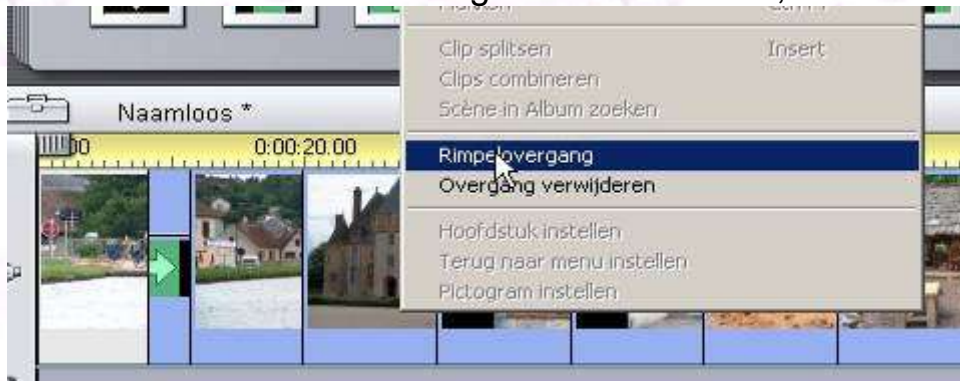 Clip splitsen Insert
Clips combineren
Scène in Album zoeken
Naamloos *
0:00:20.00
Rimpelovergang
Overgang verwijderen
Hoofdstuk instellen
Terug naar menu instellen
Pictogram instellen